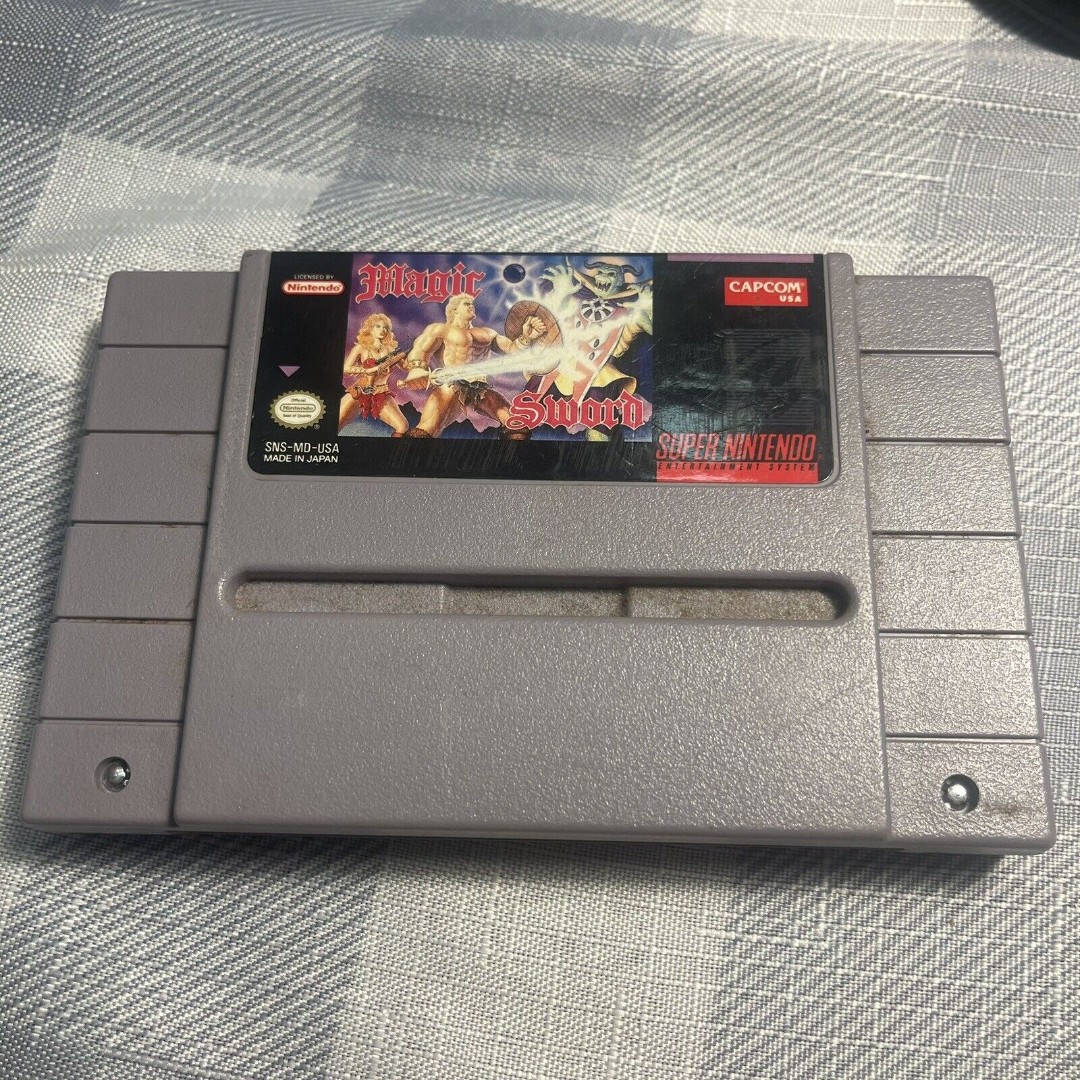 LICENSED BY
Nintendo
Magic
Sword
CAPCOM
USA
Official
Nintendo
Seal of Quality
SNS-MD-USA
MADE IN JAPAN
SUPER NINTENDO
ENTERTAINMENT SYSTEM